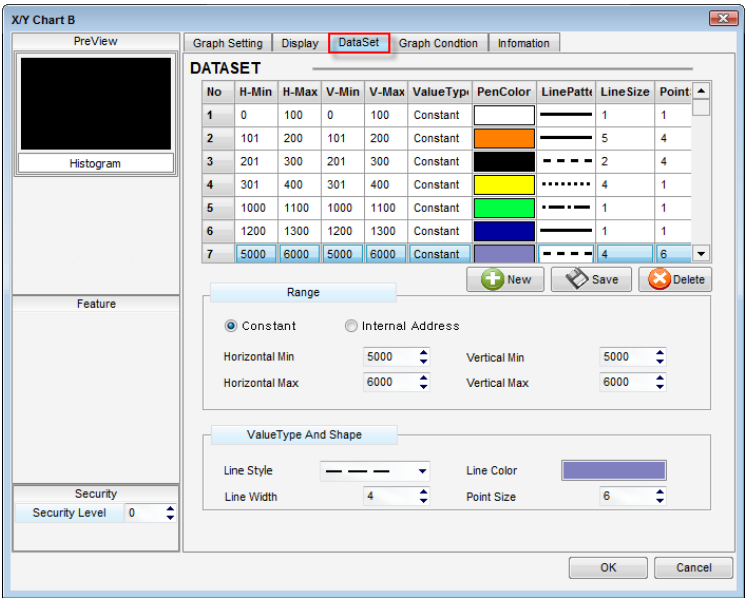 X/Y Chart B
PreView
Histogram
Feature
Security
Security Level 0
Graph Setting Display DataSet Graph Condtion Infomation
DATASET
No H-Min H-Max V-Min V-Max ValueTyp PenColor LinePatte LineSize Point
1 0 100 0 100 Constant 1 1
2 101 200 101 200 Constant 5 4
3 201 300 201 300 Constant 2 4
4 301 400 301 400 Constant 4 1
5 1000 1100 1000 1100 Constant 1 1
6 1200 1300 1200 1300 Constant 1 1
7 5000 6000 5000 6000 Constant 4 6
New Save Delete
Range
Constant Internal Address
Horizontal Min 5000 Vertical Min 5000
Horizontal Max 6000 Vertical Max 6000
ValueType And Shape
Line Style Line Color
Line Width 4 Point Size 6
OK Cancel